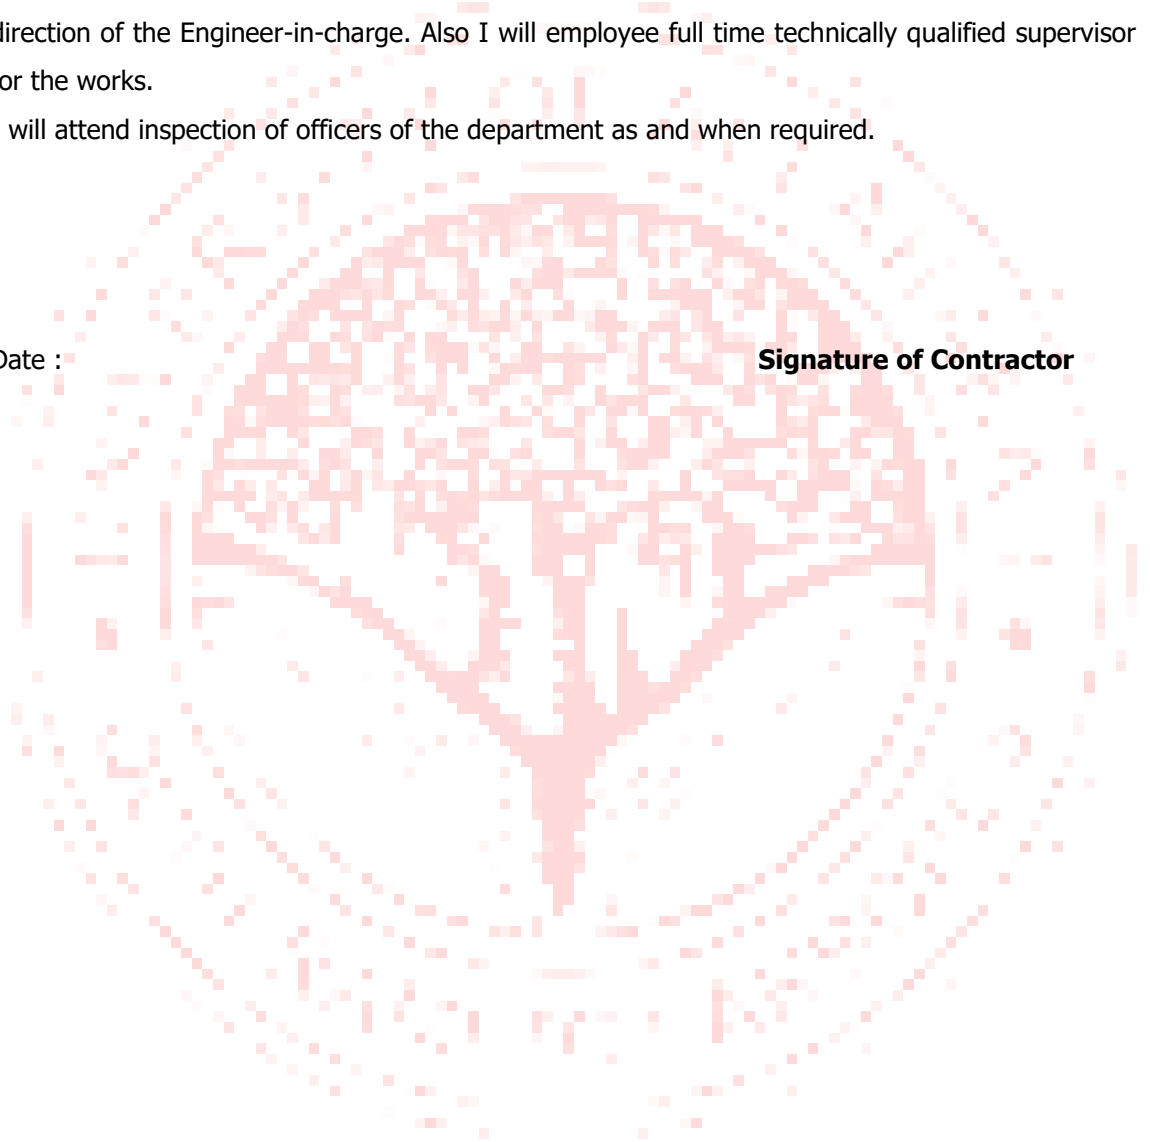 direction of the Engineer-in-charge. Also I will employee full time technically qualified supervisor
or the works.
will attend inspection of officers of the department as and when required.
Date :
Signature of Contractor